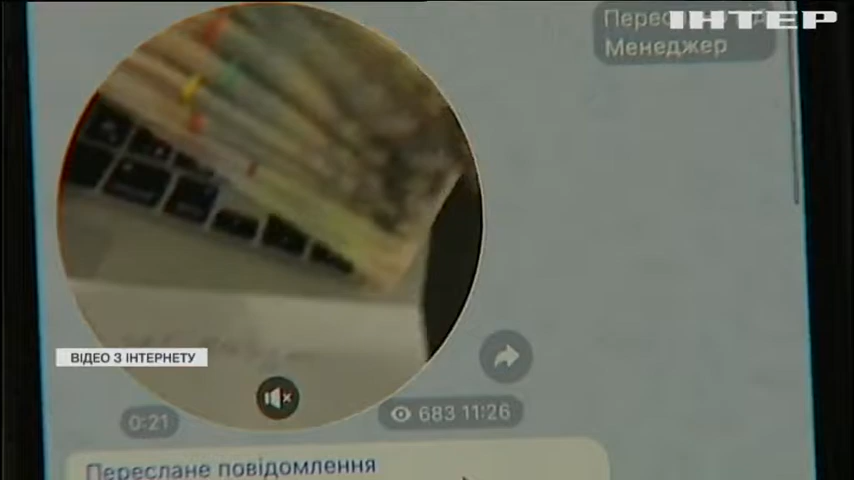 ІНТЕР
Менеджер
ВІДЕО З ІНТЕРНЕТУ
0:21
683 11:26
Переслане повідомлення